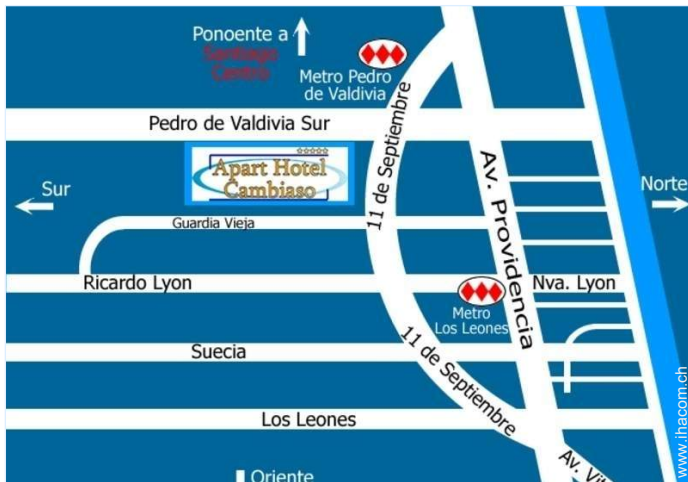 Ponoente a
Santiago
Centro
Metro Pedro
de Valdivia
Pedro de Valdivia Sur
11 de Septiembre
Apart Hotel
Cambiaso
Sur
Norte
Av. Providencia
Guardia Vieja
Ricardo Lyon
Nva. Lyon
Metro
Los Leones
Suecia
11 de Septiembre
Los Leones
Av. Vit
Oriente
www.ihacom.ch